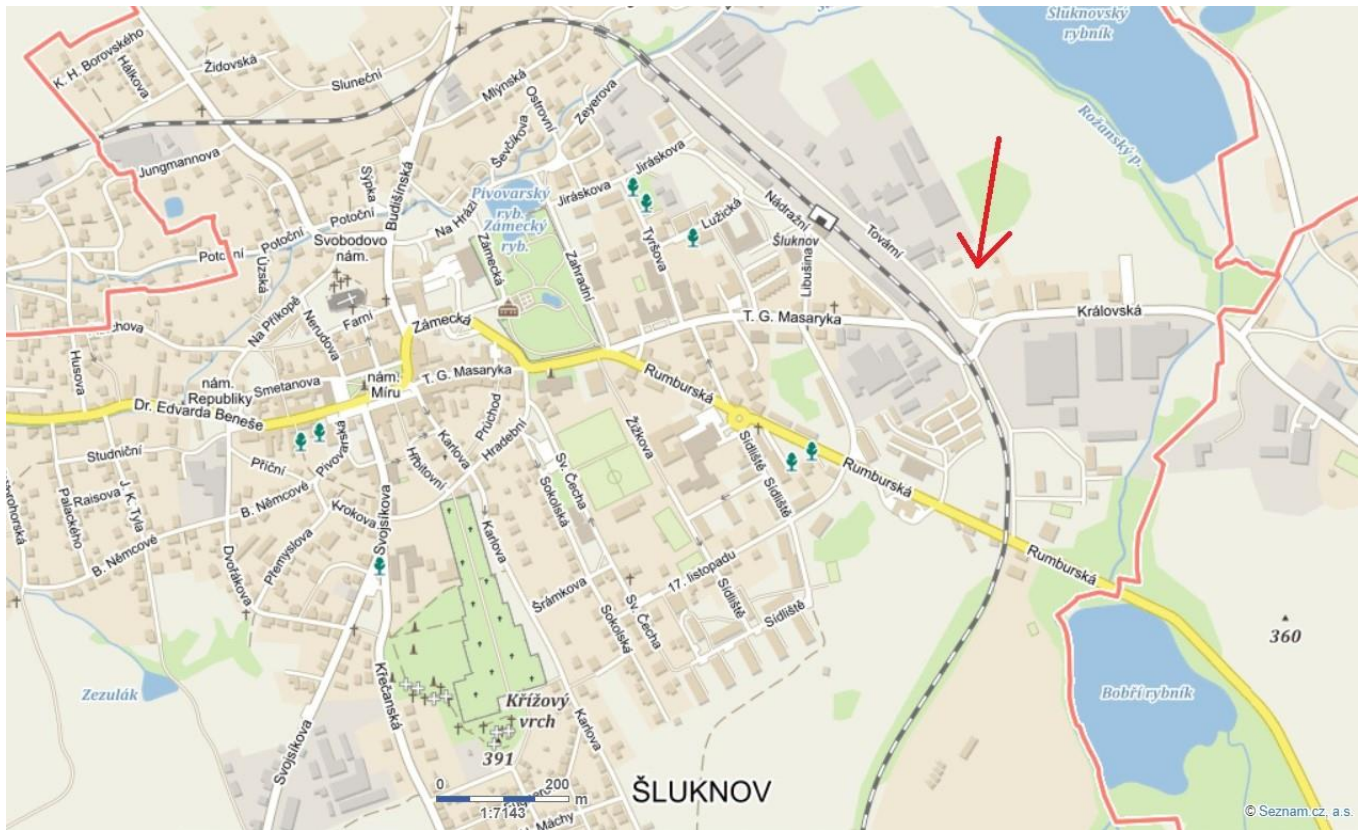 K. H. Borovského
Hálkova
Židovská
Sluneční
Mlýnská
Ostrovní
Zeyerova
Ševčíkova
Šluknovský
rybník
Rožanský p.
Jungmannova
Sýpka
Budišínská
Potoční
Potoční
Potoční
Svobodovo
nám.
Na Hrázi
Pivovarský
ryb.
Zámecký
ryb.
Jiráskova
Jiráskova
Lužická
Tyršova
Nádražní
Šluknov
Tovární
Libušina
Úzská
Na Příkopě
Nerudova
Farní
Zámecká
Zahradní
Zámecká
T. G. Masaryka
Královská
Husova
Smetanova
nám.
Republiky
nám.
Míru
T. G. Masaryka
Dr. Edvarda Beneše
Rumburská
Studniční
Příční
Pivovarská
Karlova
Průchod
Hradební
Hřbitovní
Žižkova
Sídliště
Sídliště
Rumburská
Raisova
Palackého
J. K. Tyla
B. Němcové
Krokova
Svojsíkova
Sv. Čecha
Sokolská
B. Němcové
Dvořákova
Přemyslova
Karlova
Šrámkova
17. listopadu
Sídliště
Sídliště
Sokolská
Sv. Čecha
Rumburská
360
Zezulák
Křečanská
Křížový
vrch
391
Karlova
Bobří rybník
Svojsíkova
0 200
m
1:7143
ŠLUKNOV
Máchy
© Seznam.cz, a.s.